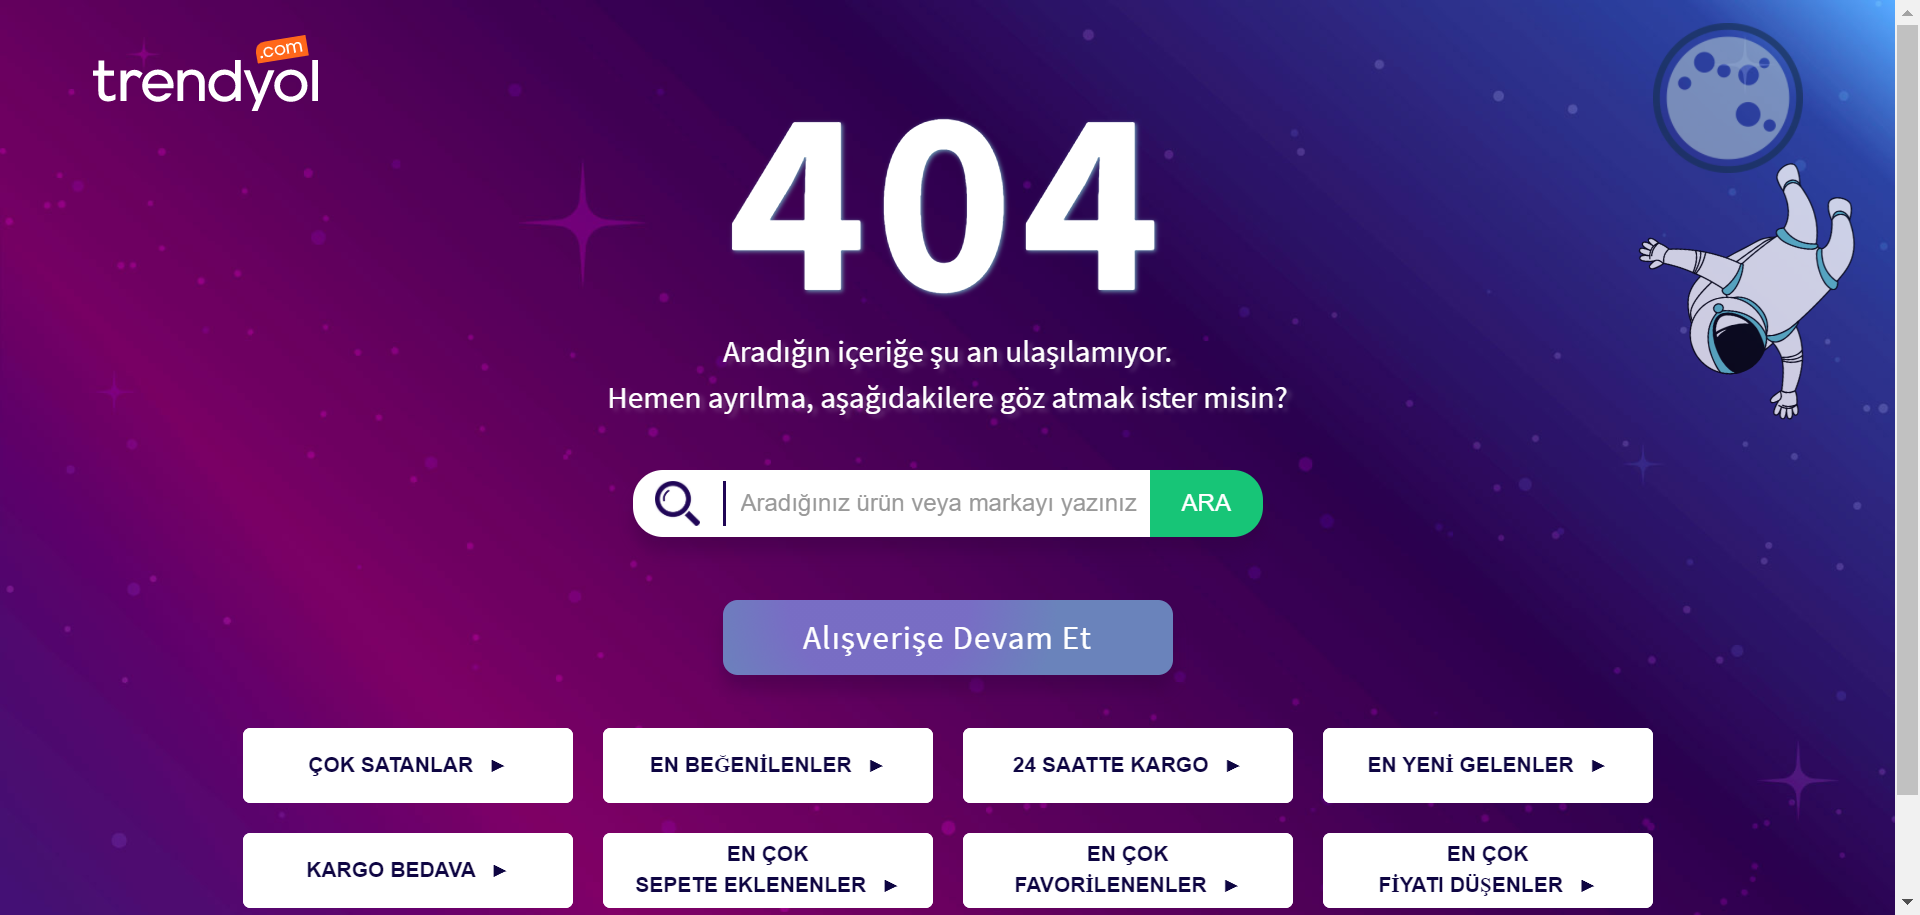 trendyol
.com
404
Aradığın içeriğe şu an ulaşılamıyor.
Hemen ayrılma, aşağıdakilere göz atmak ister misin?
Aradığınız ürün veya markayı yazınız
ARA
Alışverişe Devam Et
ÇOK SATANLAR ►
EN BEĞENİLENLER ►
24 SAATTE KARGO ►
EN YENİ GELENLER ►
KARGO BEDAVA ►
EN ÇOK
SEPETE EKLENENLER ►
EN ÇOK
FAVORİLENENLER ►
EN ÇOK
FİYATI DÜŞENLER ►